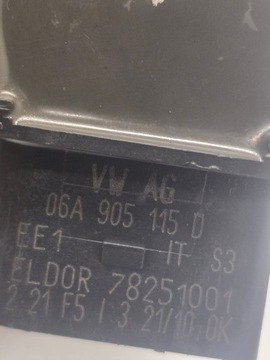 VW AG
06A 905 115 D
EE1 IT S3
ELDOR 78251001
2 21 F5 I 3 21/10 OK